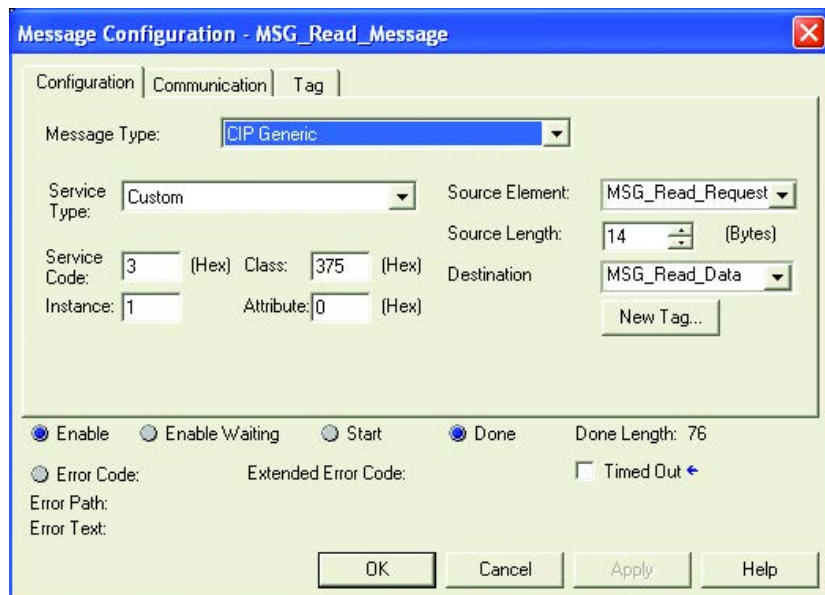 Message Configuration - MSG_Read_Message
Configuration Communication Tag
Message Type: CIP Generic
Service Type: Custom
Source Element: MSG_Read_Request
Source Length: 14 (Bytes)
Service Code: 3 (Hex) Class: 375 (Hex)
Destination MSG_Read_Data
Instance: 1 Attribute: 0 (Hex)
New Tag...
Enable Enable Waiting Start Done Done Length: 76
Error Code: Extended Error Code: Timed Out
Error Path:
Error Text:
OK Cancel Apply Help